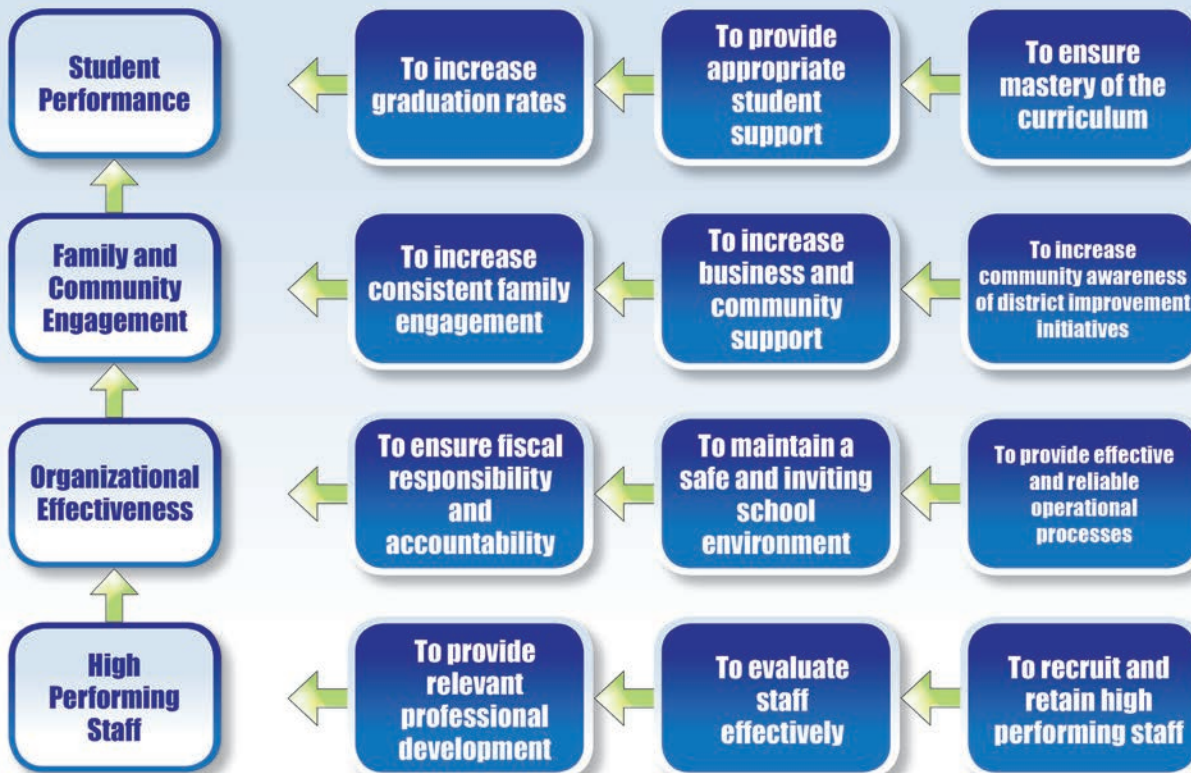 Student
Performance
To increase
graduation rates
To provide
appropriate
student
support
To ensure
mastery of the
curriculum
Family and
Community
Engagement
To increase
consistent family
engagement
To increase
business and
community
support
To increase
community awareness
of district improvement
initiatives
Organizational
Effectiveness
To ensure fiscal
responsibility
and
accountability
To maintain a
safe and inviting
school
environment
To provide effective
and reliable
operational
processes
High
Performing
Staff
To provide
relevant
professional
development
To evaluate
staff
effectively
To recruit and
retain high
performing staff